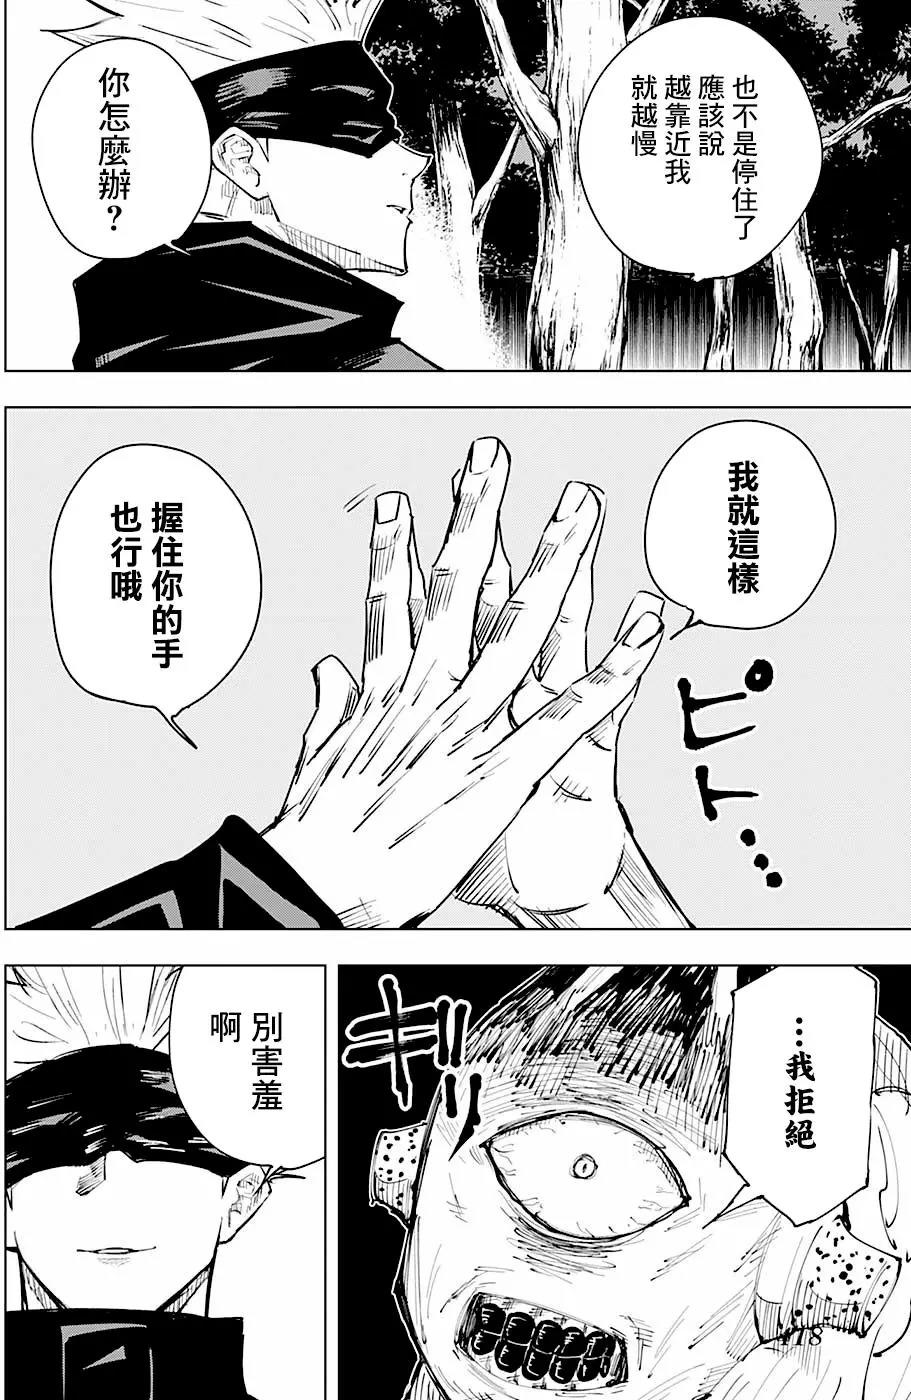 也不是停住了
應該說
越靠近我
就越慢
你怎麼辦？
我就這樣
握住你的手
也行哦
ピト…
…我拒絕
ギリ
別害羞
啊
18